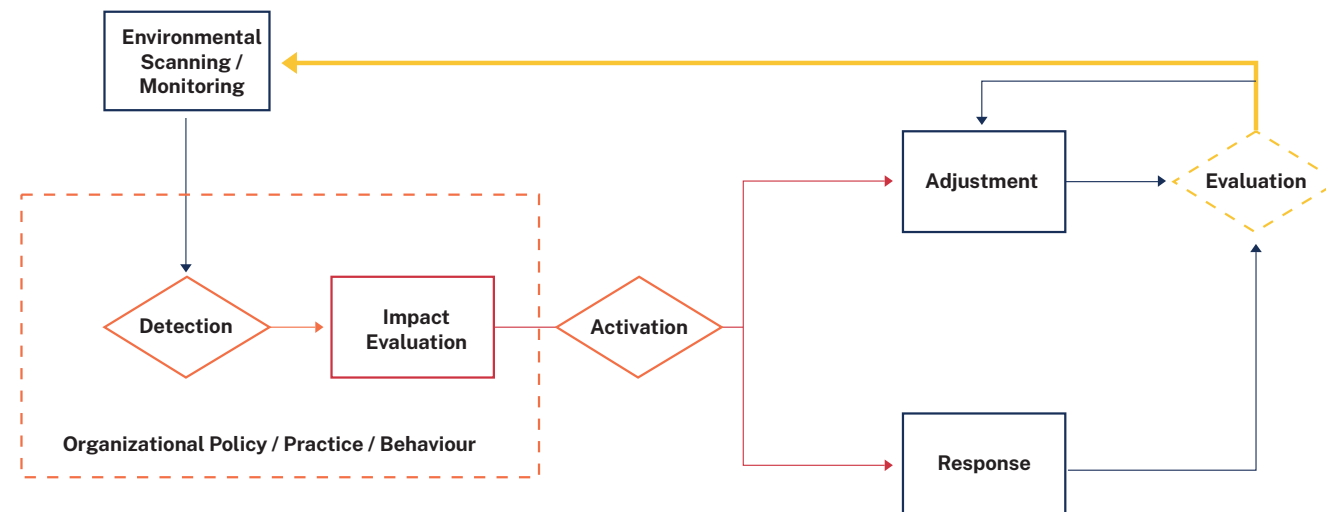 Environmental
Scanning /
Monitoring
Adjustment
Evaluation
Detection
Impact
Evaluation
Activation
Organizational Policy / Practice / Behaviour
Response